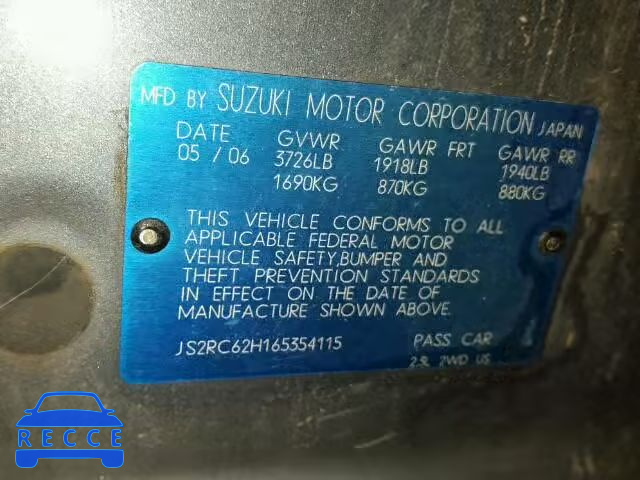 MFD BY SUZUKI MOTOR CORPORATION JAPAN
DATE GVWR GAWR FRT GAWR RR
05 / 06 3726LB 1918LB 1940LB
1690KG 870KG 880KG
THIS VEHICLE CONFORMS TO ALL
APPLICABLE FEDERAL MOTOR
VEHICLE SAFETY,BUMPER AND
THEFT PREVENTION STANDARDS
IN EFFECT ON THE DATE OF
MANUFACTURE SHOWN ABOVE.
JS2RC62H165354115 PASS CAR
2.3L 2WD US
RECCE